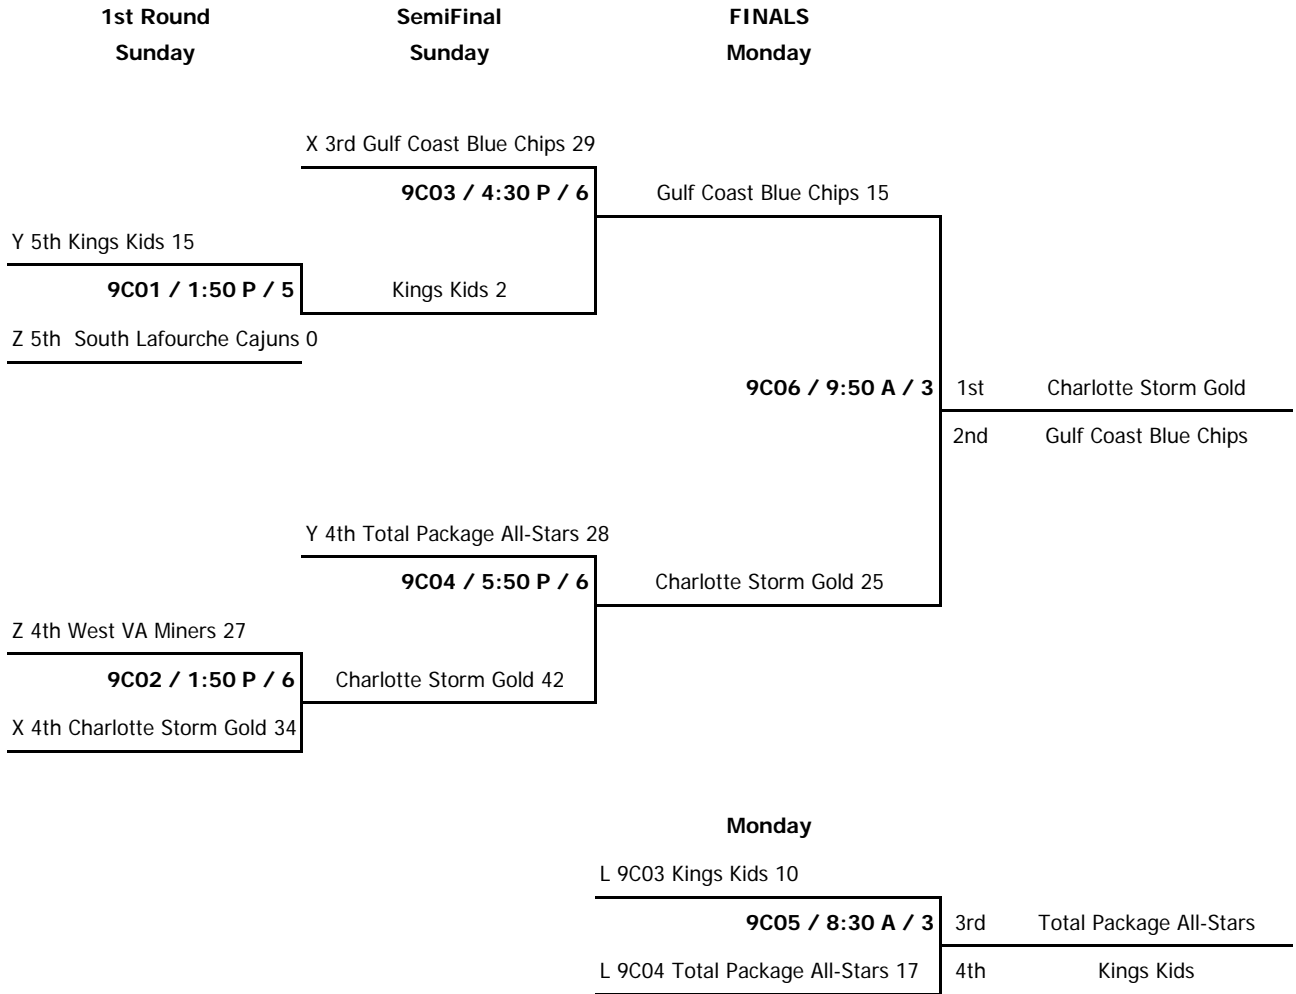 1st Round SemiFinal FINALS
Sunday Sunday Monday
X 3rd Gulf Coast Blue Chips 29
9C03 / 4:30 P / 6 Gulf Coast Blue Chips 15
Y 5th Kings Kids 15
9C01 / 1:50 P / 5 Kings Kids 2
Z 5th South Lafourche Cajuns 0
9C06 / 9:50 A / 3 1st Charlotte Storm Gold
2nd Gulf Coast Blue Chips
Y 4th Total Package All-Stars 28
9C04 / 5:50 P / 6 Charlotte Storm Gold 25
Z 4th West VA Miners 27
9C02 / 1:50 P / 6 Charlotte Storm Gold 42
X 4th Charlotte Storm Gold 34
Monday
L 9C03 Kings Kids 10
9C05 / 8:30 A / 3 3rd Total Package All-Stars
L 9C04 Total Package All-Stars 17 4th Kings Kids